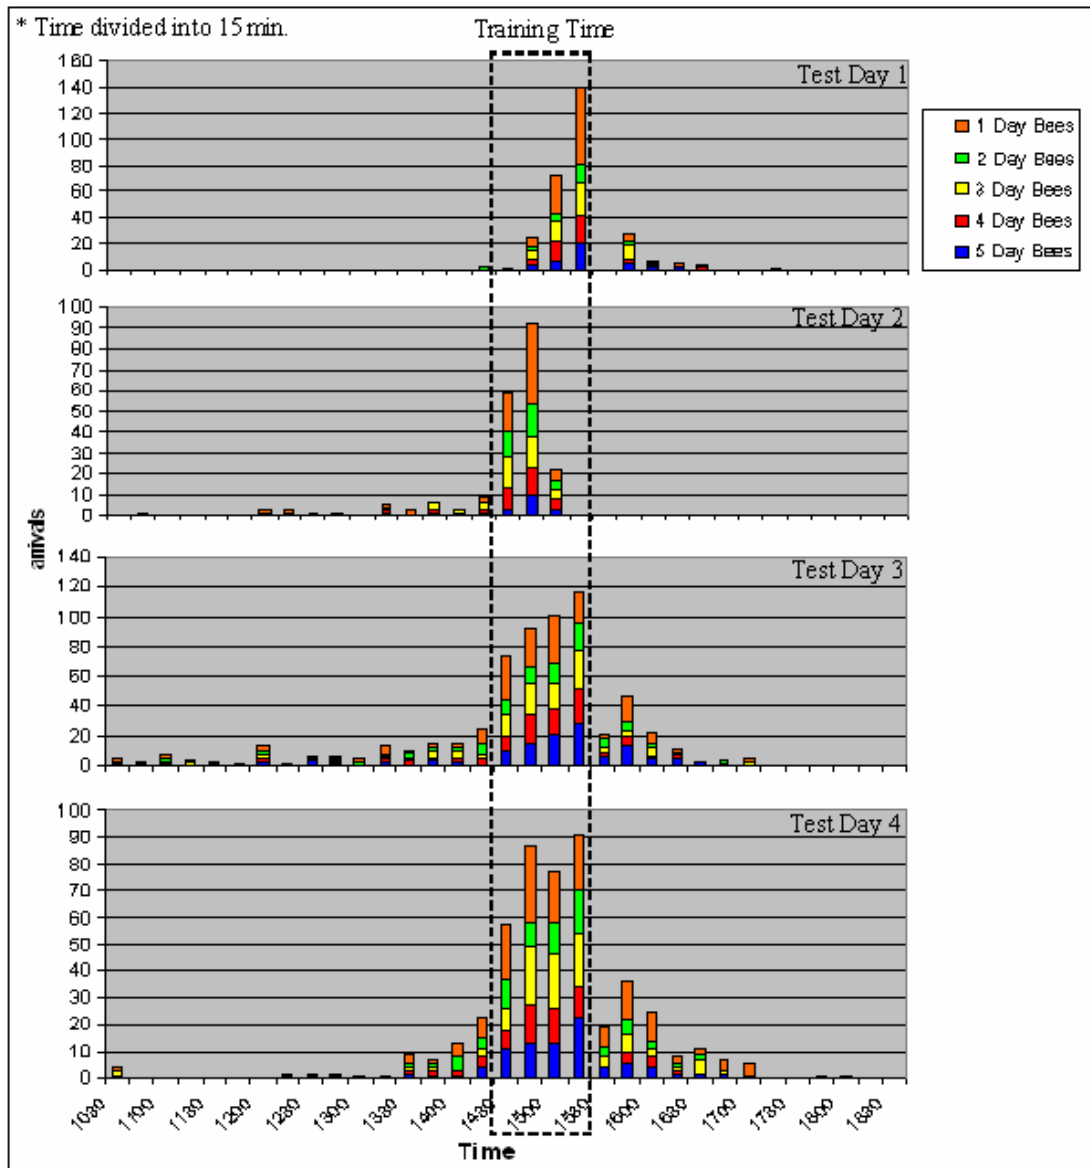 * Time divided into 15 min.
Training Time
Test Day 1
160
140
120
100
80
60
40
20
0
1 Day Bees
2 Day Bees
3 Day Bees
4 Day Bees
5 Day Bees
Test Day 2
100
90
80
70
60
50
40
30
20
10
0
arrivals
Test Day 3
140
120
100
80
60
40
20
0
Test Day 4
100
90
80
70
60
50
40
30
20
10
0
1030 1100 1130 1200 1230 1300 1330 1400 1430 1500 1530 1600 1630 1700 1730 1800 1830
Time